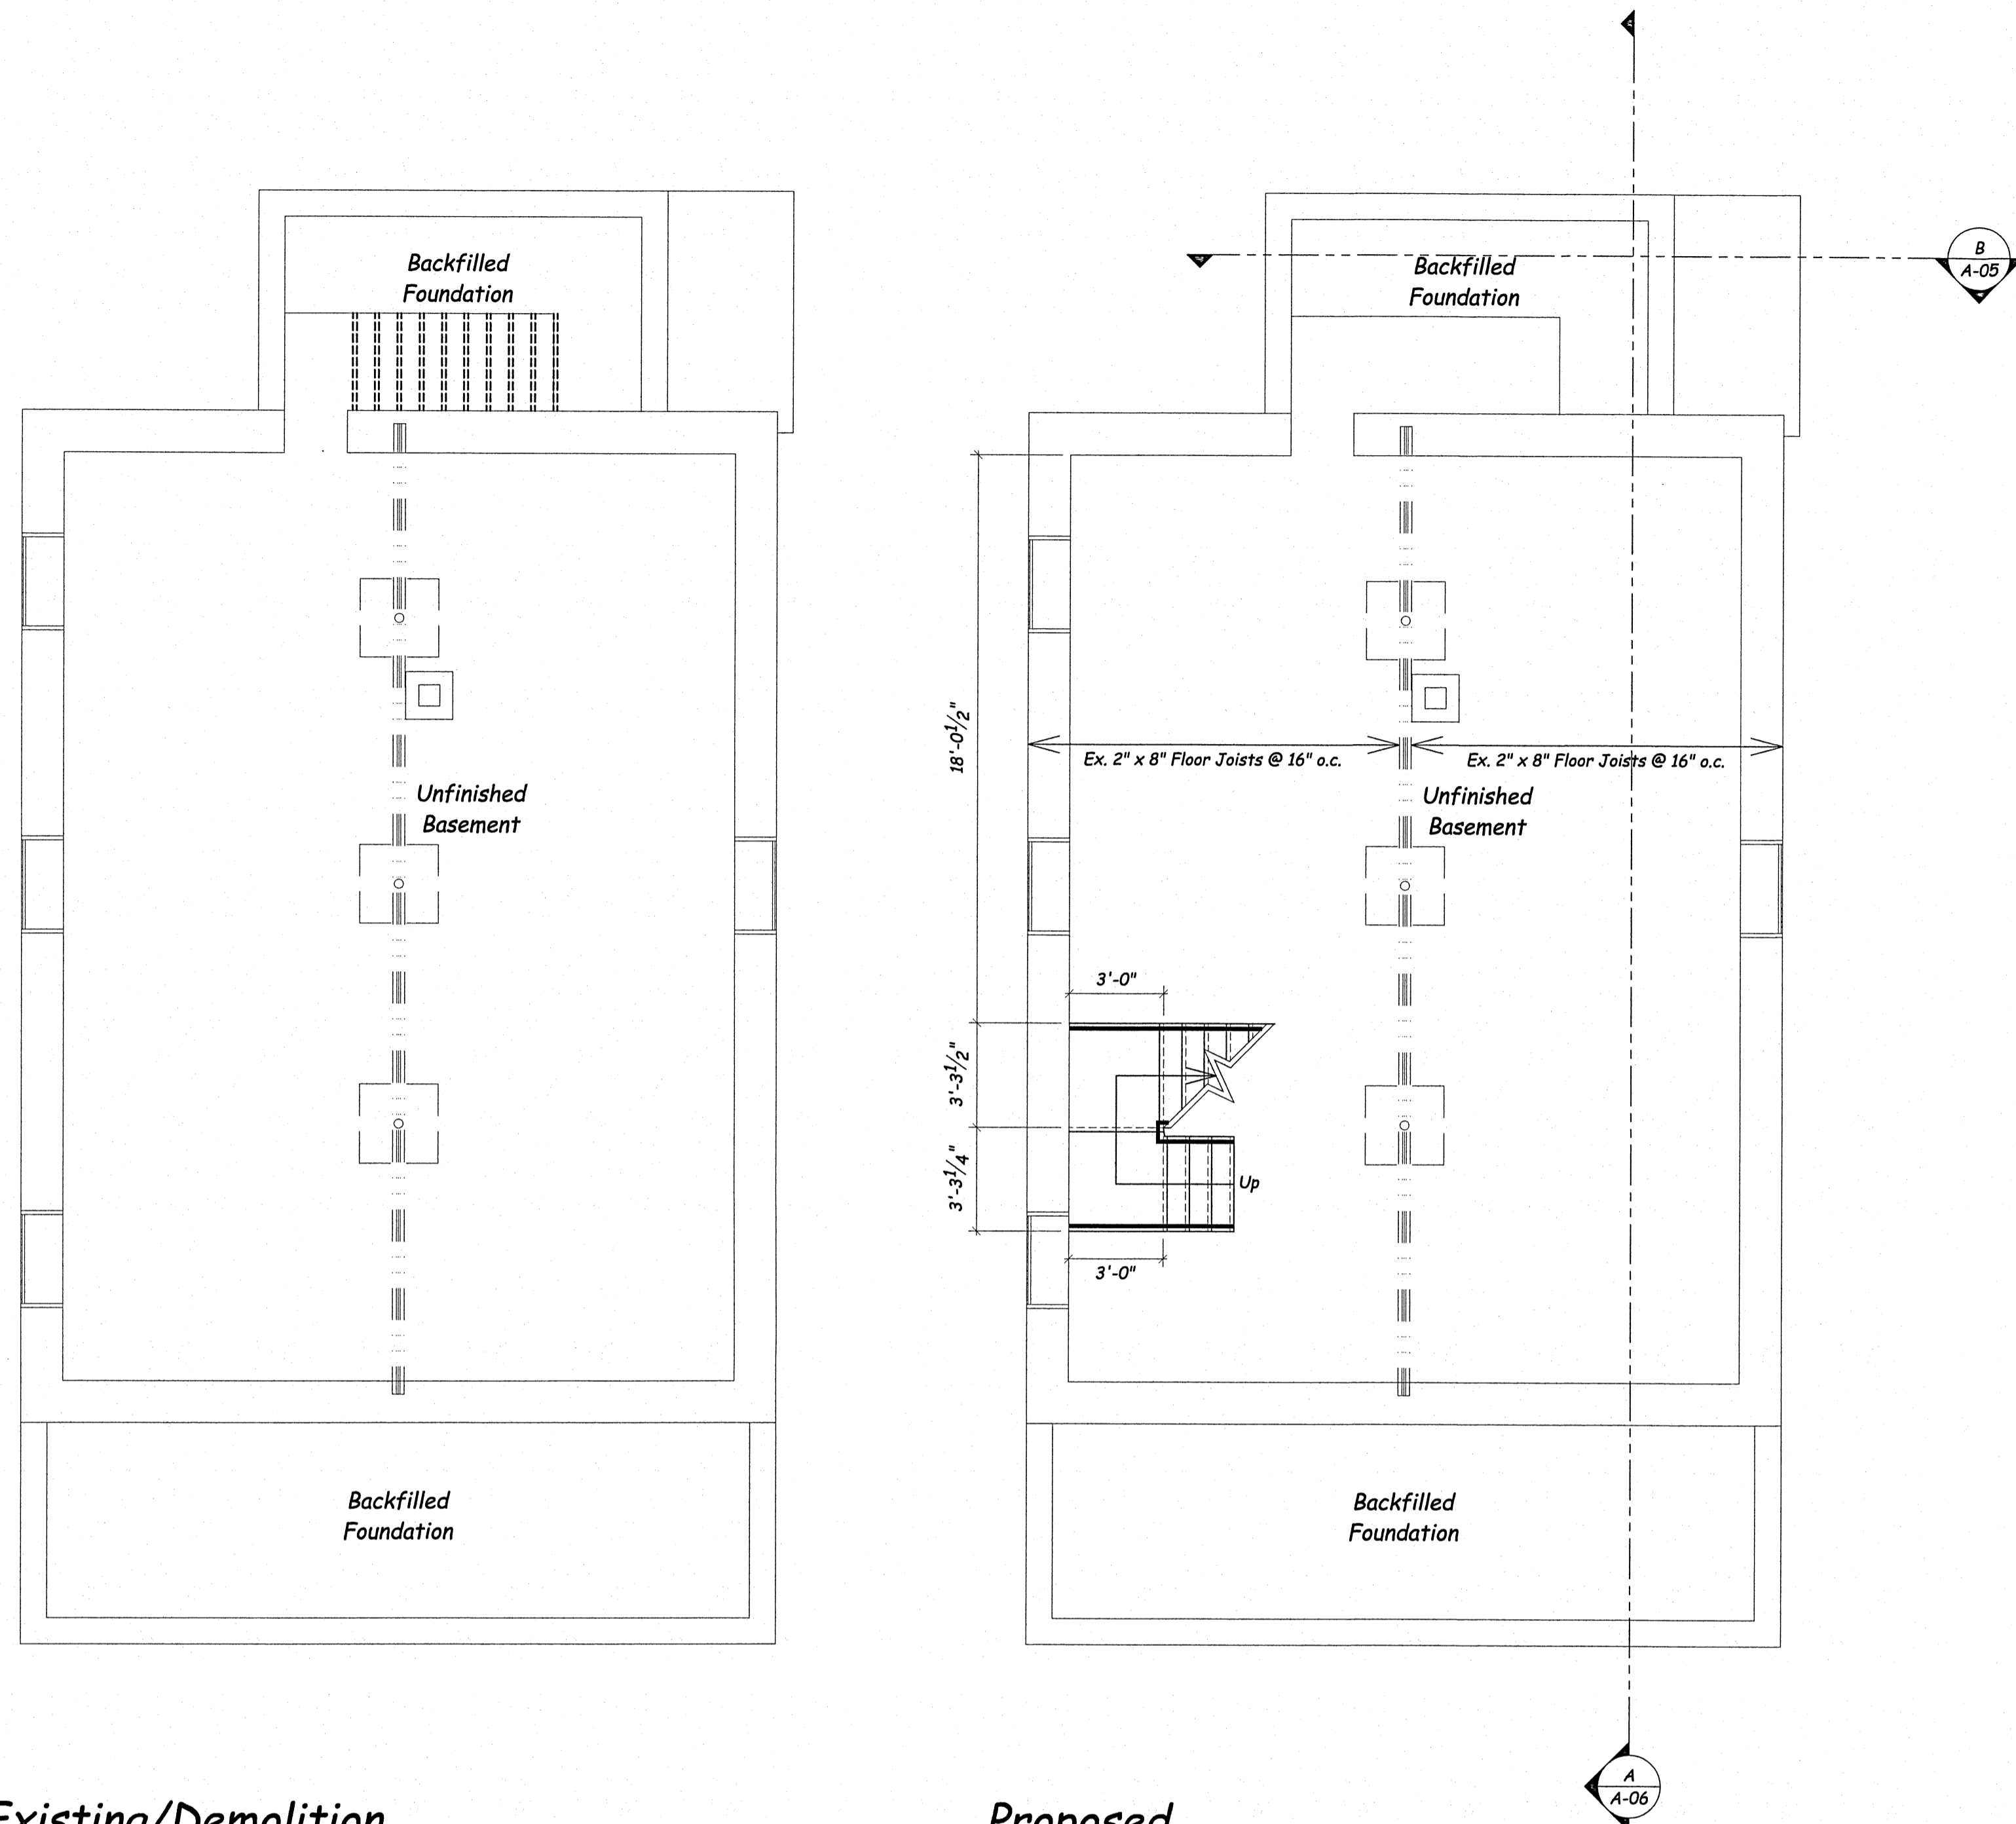 Backfilled
Foundation
Unfinished
Basement
Backfilled
Foundation
Existing/Demolition
B
A-05
Backfilled
Foundation
18'-0 1/2"
Ex. 2" x 8" Floor Joists @ 16" o.c.
Ex. 2" x 8" Floor Joists @ 16" o.c.
Unfinished
Basement
3'-0"
3'-3 1/2"
3'-3 1/4"
Up
3'-0"
Backfilled
Foundation
A
A-06
Proposed